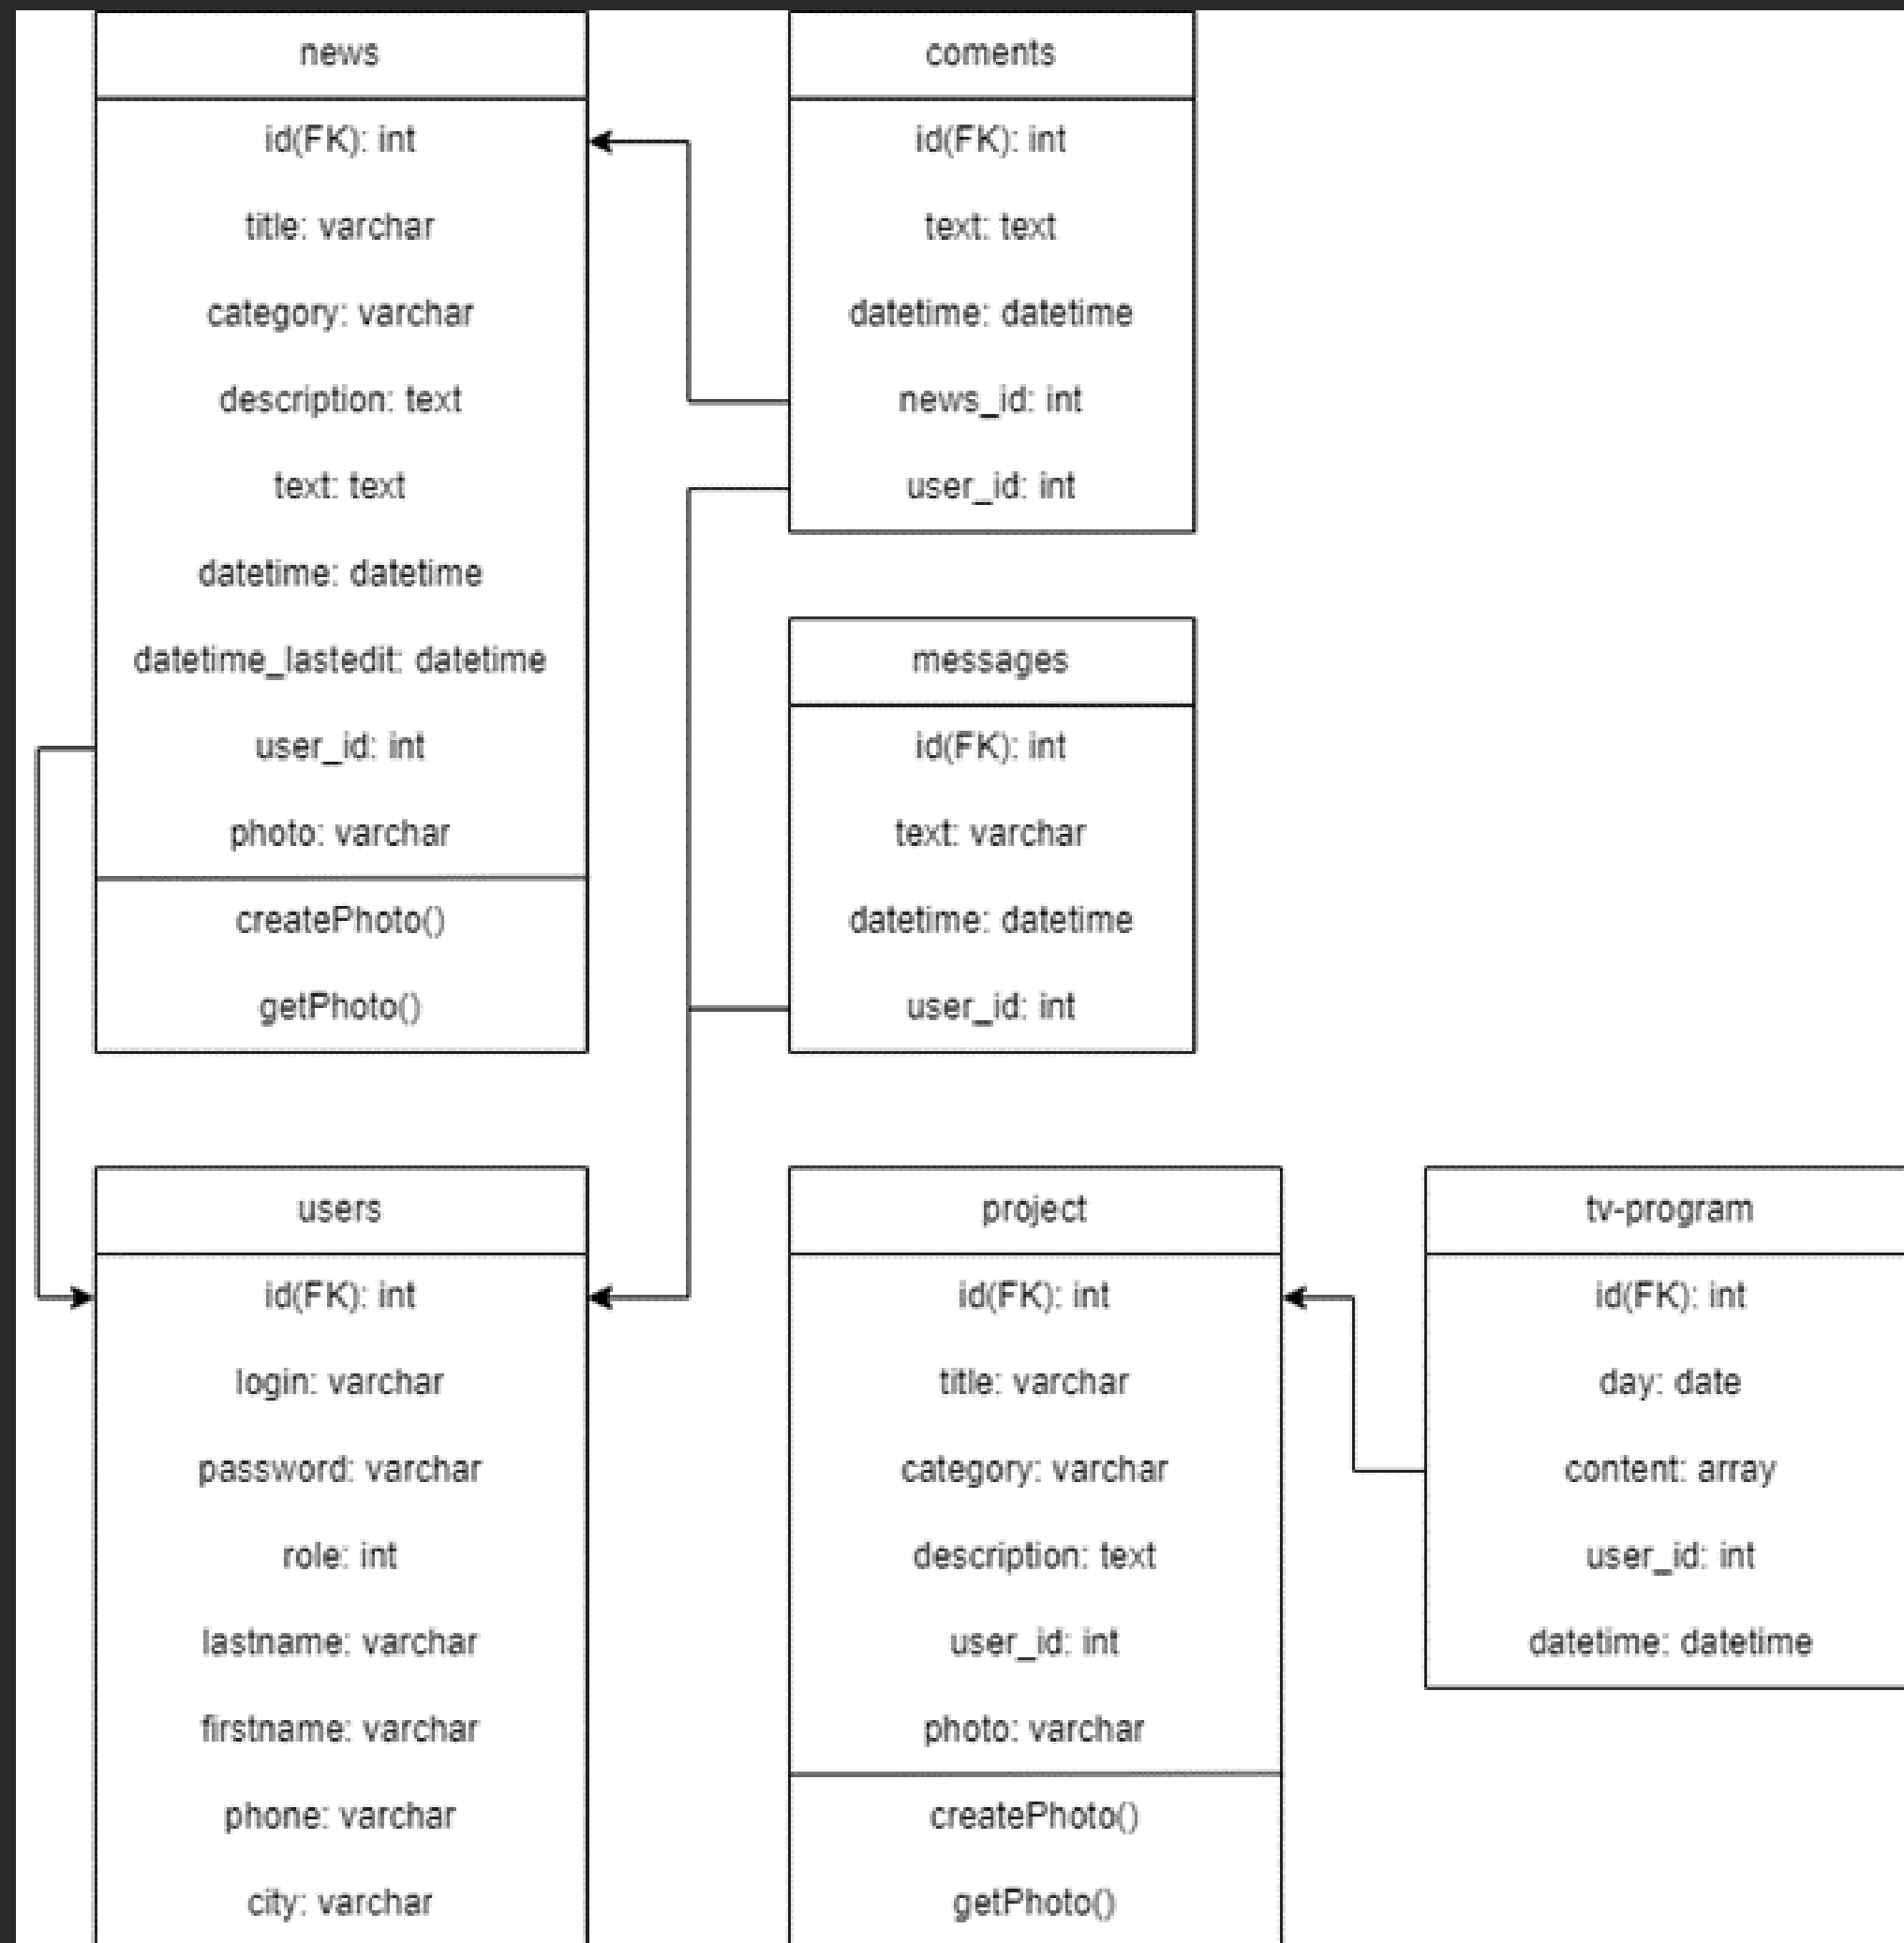 news
id(FK): int
title: varchar
category: varchar
description: text
text: text
datetime: datetime
datetime_lastedit: datetime
user_id: int
photo: varchar
createPhoto()
getPhoto()
coments
id(FK): int
text: text
datetime: datetime
news_id: int
user_id: int
messages
id(FK): int
text: varchar
datetime: datetime
user_id: int
users
id(FK): int
login: varchar
password: varchar
role: int
lastname: varchar
firstname: varchar
phone: varchar
city: varchar
project
id(FK): int
title: varchar
category: varchar
description: text
user_id: int
photo: varchar
createPhoto()
getPhoto()
tv-program
id(FK): int
day: date
content: array
user_id: int
datetime: datetime